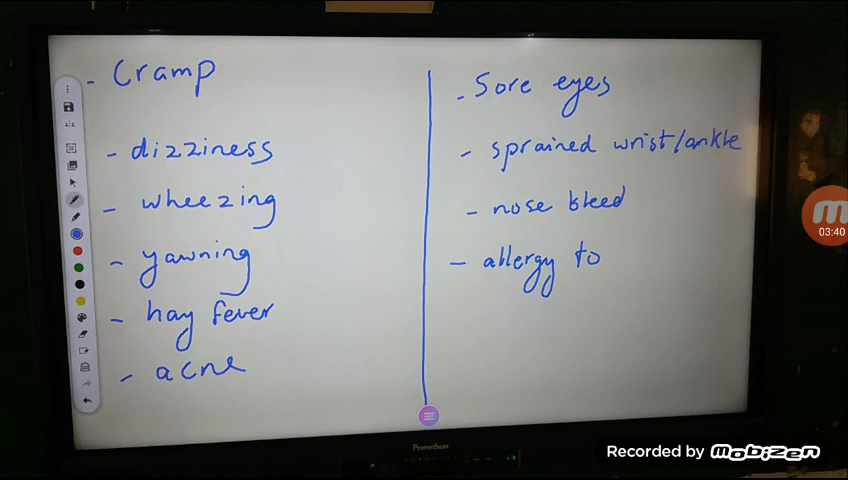 - Cramp
- dizziness
- wheezing
- yawning
- hay fever
- acne
- Sore eyes
- sprained wrist/ankle
- nose bleed
- allergy to
Promethean
03:40
Recorded by mobizen